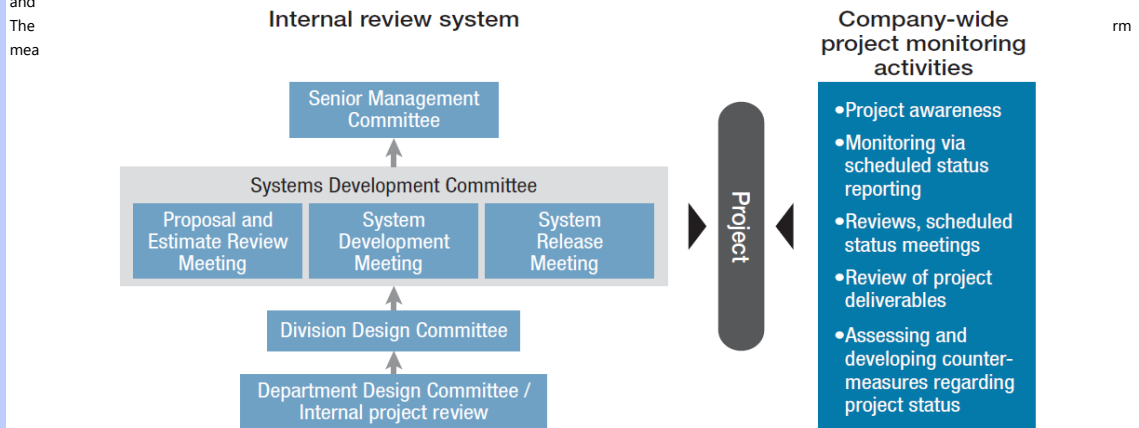 and
The
rm
mea
Internal review system
Senior Management
Committee
Systems Development Committee
Proposal and
Estimate Review
Meeting
System
Development
Meeting
System
Release
Meeting
Division Design Committee
Department Design Committee /
Internal project review
Project
Company-wide
project monitoring
activities
•Project awareness
•Monitoring via
scheduled status
reporting
•Reviews, scheduled
status meetings
•Review of project
deliverables
•Assessing and
developing counter-
measures regarding
project status